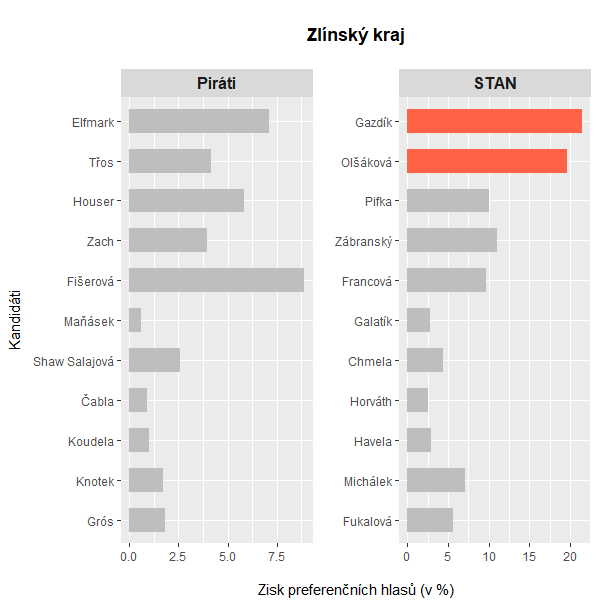 Zlínský kraj
Piráti
STAN
Kandidáti
Elfmark
Třos
Houser
Zach
Fišerová
Maňásek
Shaw Salajová
Čabla
Koudela
Knotek
Grós
0.0 2.5 5.0 7.5
Gazdík
Olšáková
Pifka
Zábranský
Francová
Galatík
Chmela
Horváth
Havela
Michálek
Fukalová
0 5 10 15 20
Zisk preferenčních hlasů (v %)